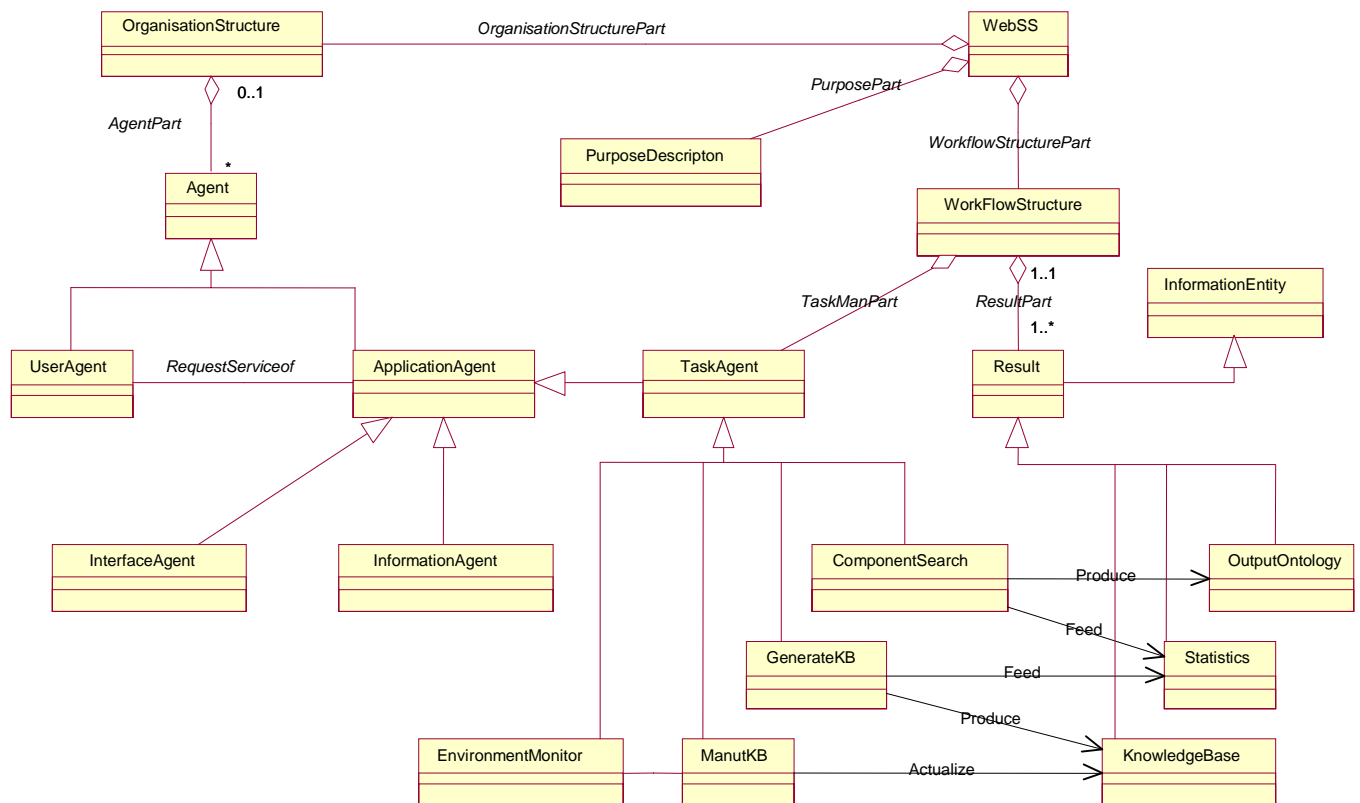 OrganisationStructure
OrganisationStructurePart
WebSS
PurposePart
0..1
AgentPart
WorkflowStructurePart
PurposeDescripton
*
Agent
WorkFlowStructure
1..1
InformationEntity
TaskManPart
ResultPart
1..*
UserAgent
RequestServiceof
ApplicationAgent
TaskAgent
Result
InterfaceAgent
InformationAgent
ComponentSearch
Produce
OutputOntology
Feed
GenerateKB
Feed
Statistics
Produce
EnvironmentMonitor
ManutKB
Actualize
KnowledgeBase